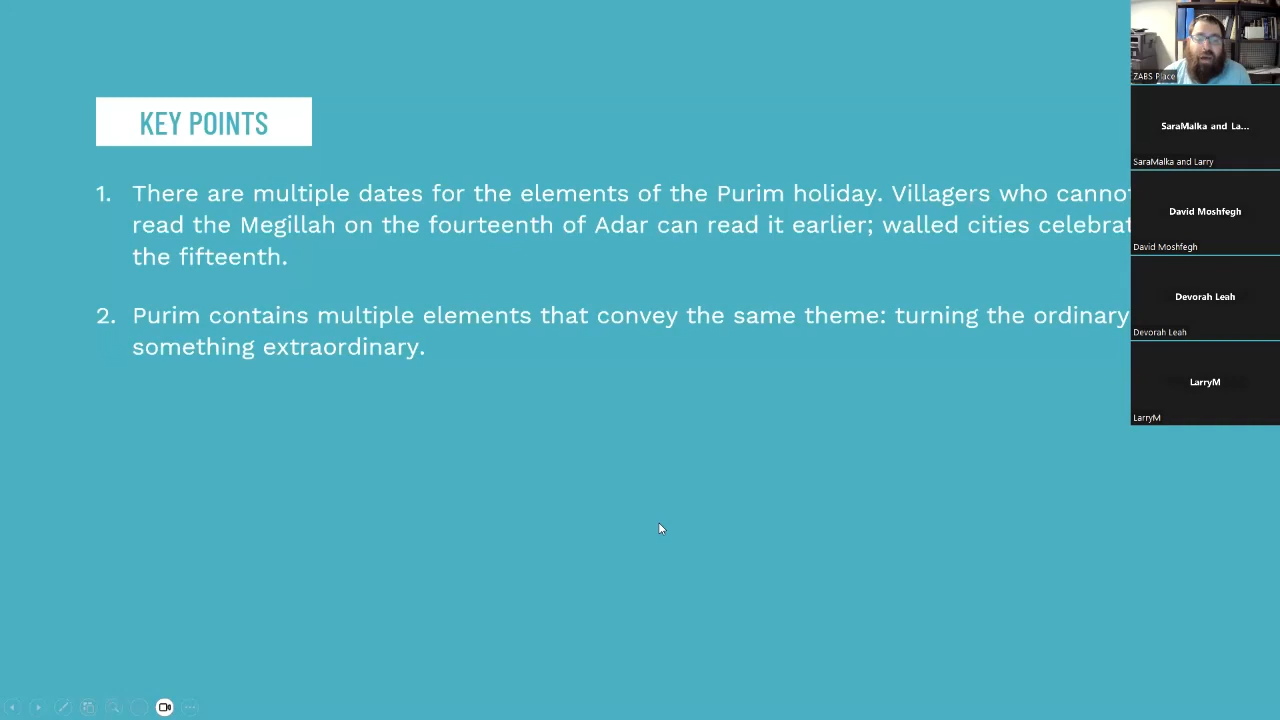 KEY POINTS
1. There are multiple dates for the elements of the Purim holiday. Villagers who
read the Megillah on the fourteenth of Adar can read it earlier; walled cities
the fifteenth.
2. Purim contains multiple elements that convey the same theme: turning the ordinary
something extraordinary.
ZABS Place
SaraMalka and La...
SaraMalka and Larry
David Moshfegh
David Moshfegh
Devorah Leah
Devorah Leah
LarryM
LarryM